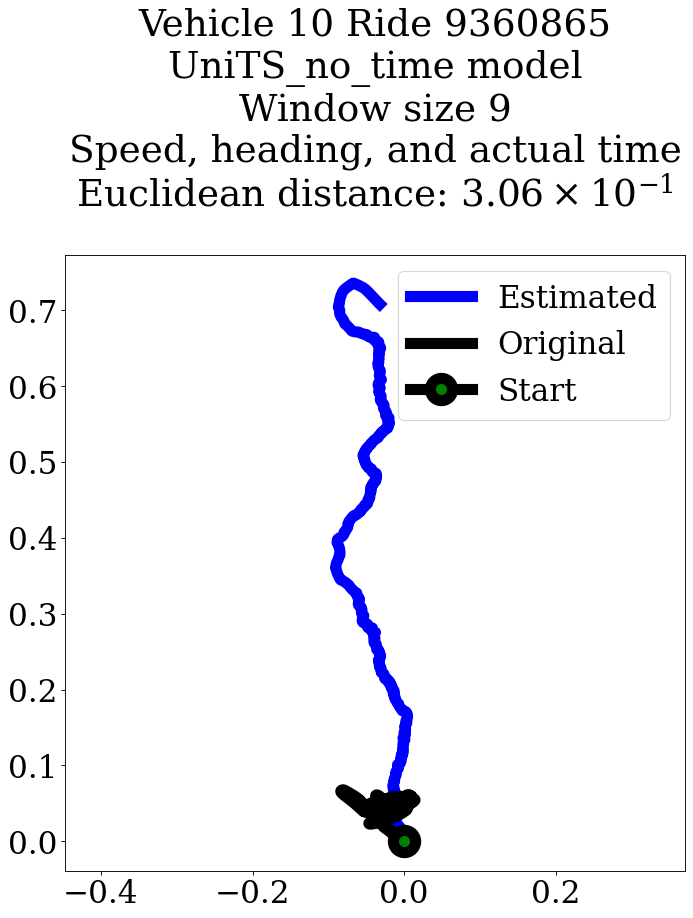 Vehicle 10 Ride 9360865
UniTS_no_time model
Window size 9
Speed, heading, and actual time
Euclidean distance: $3.06 \times 10^{-1}$
Estimated
Original
Start
0.7
0.6
0.5
0.4
0.3
0.2
0.1
0.0
−0.4 −0.2 0.0 0.2